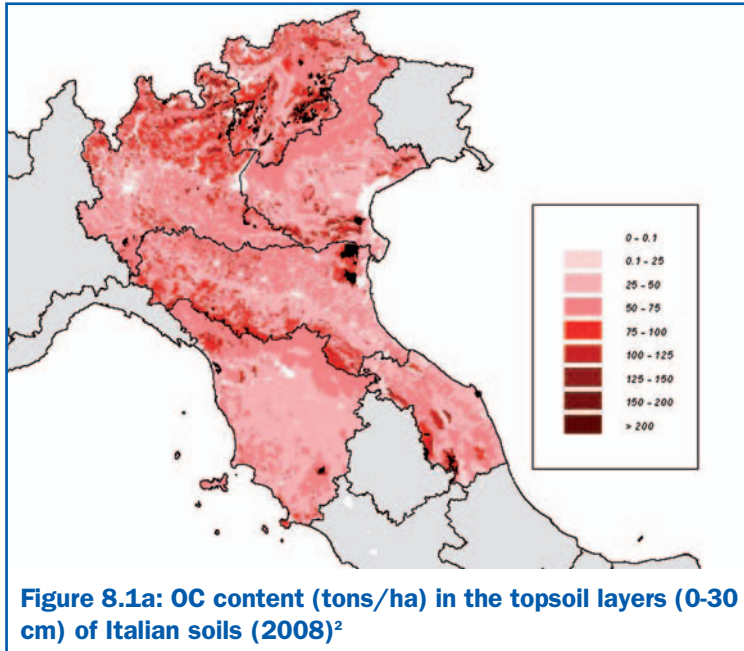 0 - 0.1
0.1 - 25
25 - 50
50 - 75
75 - 100
100 - 125
125 - 150
150 - 200
> 200
Figure 8.1a: OC content (tons/ha) in the topsoil layers (0-30
cm) of Italian soils (2008)²